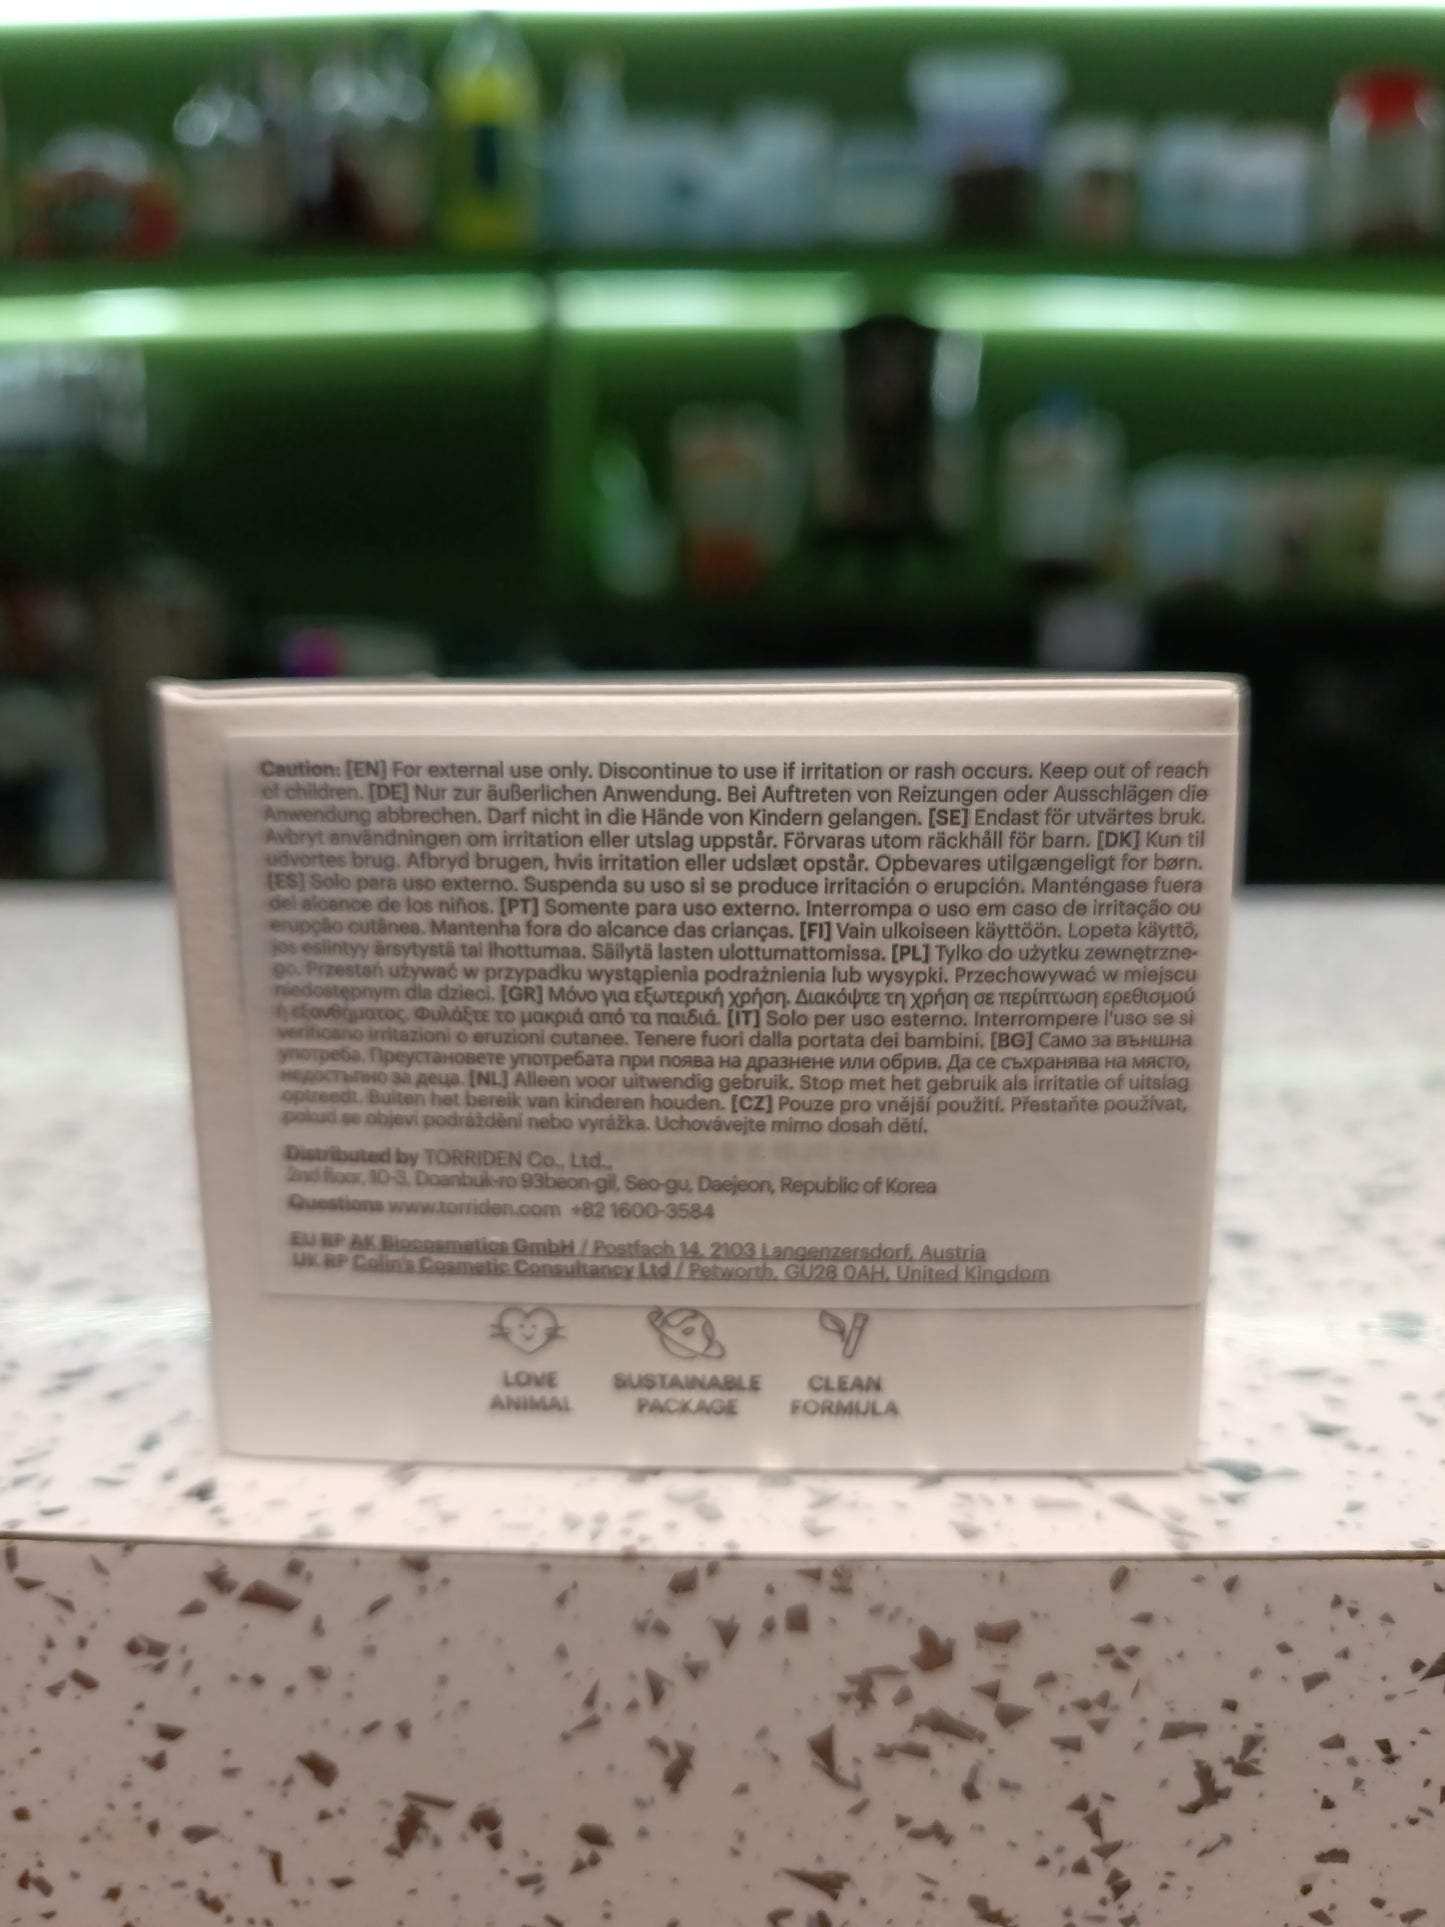 Caution: [EN] For external use only. Discontinue to use if irritation or rash occurs. Keep out of reach
of children. [DE] Nur zur äußerlichen Anwendung. Bei Auftreten von Reizungen oder Ausschlägen die
Anwendung abbrechen. Darf nicht in die Hände von Kindern gelangen. [SE] Endast för utvärtes bruk.
Avbryt användningen om irritation eller utslag uppstår. Förvaras utom räckhåll för barn. [DK] Kun til
udvortes brug. Afbryd brugen, hvis irritation eller udslæt opstår. Opbevares utilgængeligt for børn.
[ES] Solo para uso externo. Suspenda su uso si se produce irritación o erupción. Manténgase fuera
del alcance de los niños. [PT] Somente para uso externo. Interrompa o uso em caso de irritação ou
erupção cutânea. Mantenha fora do alcance das crianças. [FI] Vain ulkoiseen käyttöön. Lopeta käyttö,
jos esiintyy ärsytystä tai ihottumaa. Säilytä lasten ulottumattomissa. [PL] Tylko do użytku zewnętrzne-
go. Przestań używać w przypadku wystąpienia podrażnienia lub wysypki. Przechowywać w miejscu
niedostępnym dla dzieci. [GR] Μόνο για εξωτερική χρήση. Διακόψτε τη χρήση σε περίπτωση ερεθισμού
ή εξανθήματος. Φυλάξτε το μακριά από τα παιδιά. [IT] Solo per uso esterno. Interrompere l'uso se si
verificano irritazioni o eruzioni cutanee. Tenere fuori dalla portata dei bambini. [BG] Само за външна
употреба. Преустановете употребата при поява на дразнене или обрив. Да се съхранява на място,
недостъпно за деца. [NL] Alleen voor uitwendig gebruik. Stop met het gebruik als irritatie of uitslag
optreedt. Buiten het bereik van kinderen houden. [CZ] Pouze pro vnější použití. Přestaňte používat,
pokud se objeví podráždění nebo vyrážka. Uchovávejte mimo dosah dětí.
Distributed by TORRIDEN Co., Ltd.,
2nd floor, 10-3, Doanbuk-ro 93beon-gil, Seo-gu, Daejeon, Republic of Korea
Questions www.torriden.com +82 1600-3584
EU RP AK Biocosmetics GmbH / Postfach 14, 2103 Langenzersdorf, Austria
UK RP Colin's Cosmetic Consultancy Ltd / Petworth, GU28 0AH, United Kingdom
LOVE ANIMAL
SUSTAINABLE PACKAGE
CLEAN FORMULA